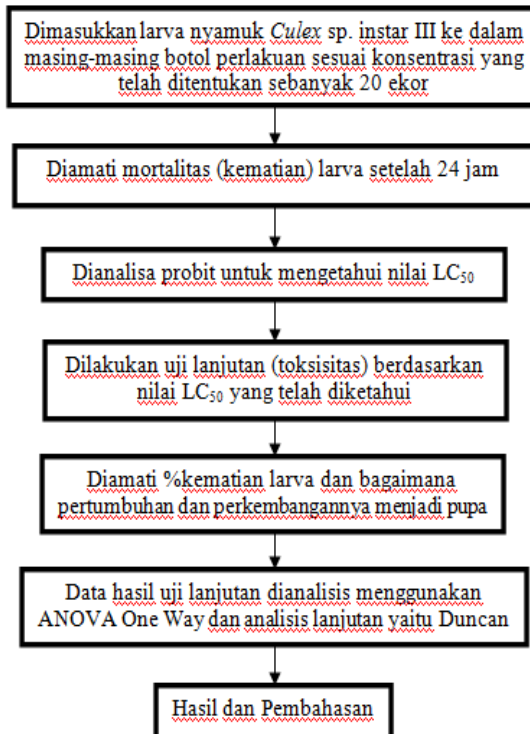 Dimasukkan larva nyamuk Culex sp. instar III ke dalam
masing-masing botol perlakuan sesuai konsentrasi yang
telah ditentukan sebanyak 20 ekor
Diamati mortalitas (kematian) larva setelah 24 jam
Dianalisa probit untuk mengetahui nilai LC₅₀
Dilakukan uji lanjutan (toksisitas) berdasarkan
nilai LC₅₀ yang telah diketahui
Diamati %kematian larva dan bagaimana
pertumbuhan dan perkembangannya menjadi pupa
Data hasil uji lanjutan dianalisis menggunakan
ANOVA One Way dan analisis lanjutan yaitu Duncan
Hasil dan Pembahasan